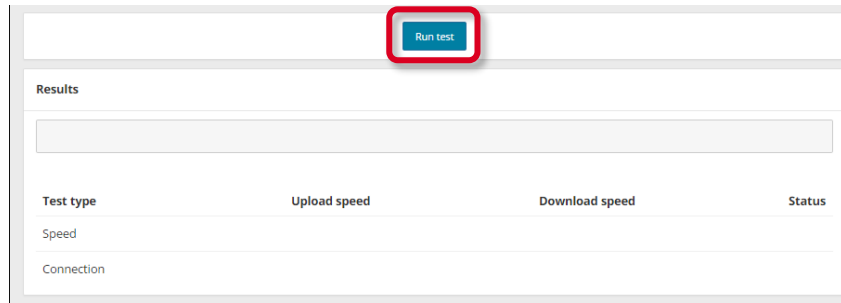 Run test
Results
Test type Upload speed Download speed Status
Speed
Connection